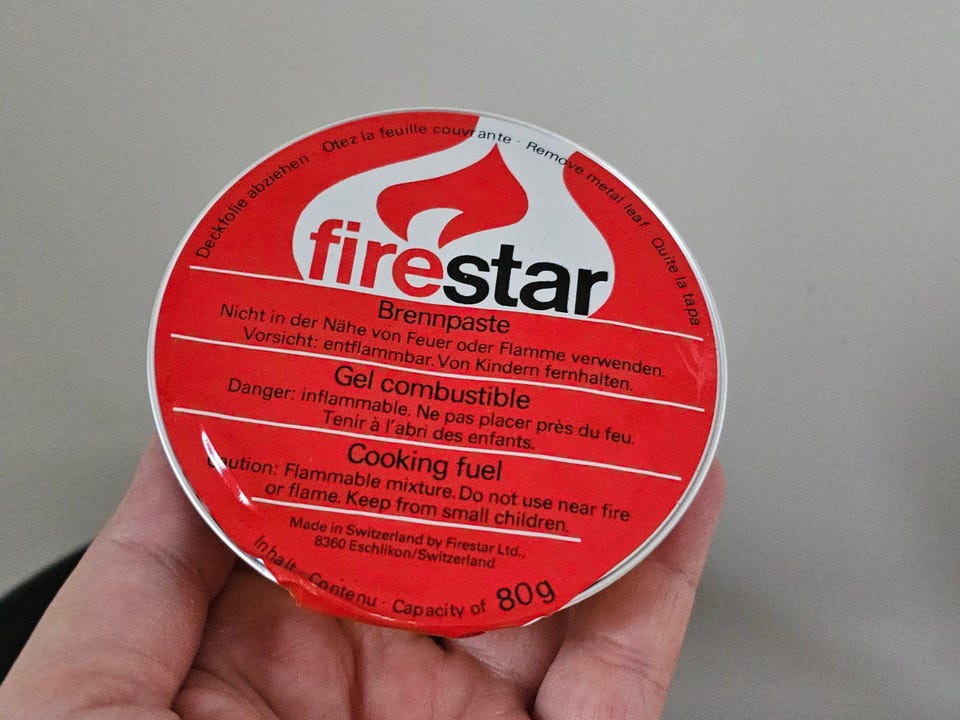 Deckfolie abziehen · Otez la feuille couvrante · Remove metal leaf · Quite la tapa
firestar
Brennpaste
Nicht in der Nähe von Feuer oder Flamme verwenden.
Vorsicht: entflammbar. Von Kindern fernhalten.
Gel combustible
Danger: inflammable. Ne pas placer près du feu.
Tenir à l'abri des enfants.
Cooking fuel
Caution: Flammable mixture. Do not use near fire
or flame. Keep from small children.
Made in Switzerland by Firestar Ltd.,
8360 Eschlikon/Switzerland
Inhalt · Contenu · Capacity of 80g